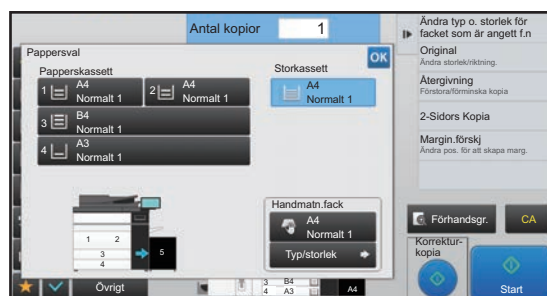 Antal kopior 1
Ändra typ o. storlek för
facket som är angett f.n
Original
Ändra storlek/riktning.
Återgivning
Förstora/förminska kopia
2-Sidors Kopia
Margin.förskj
Ändra pos. för att skapa marg.
Pappersval
OK
Papperskassett
Storkassett
1 A4
Normalt 1
2 A4
Normalt 1
A4
Normalt 1
3 B4
Normalt 1
4 A3
Normalt 1
1 2
3
4
5
Handmatn.fack
A4
Normalt 1
Typ/storlek
Förhandsgr.
CA
Korrektur-
kopia
Start
Övrigt
3 B4
4 A3
A4